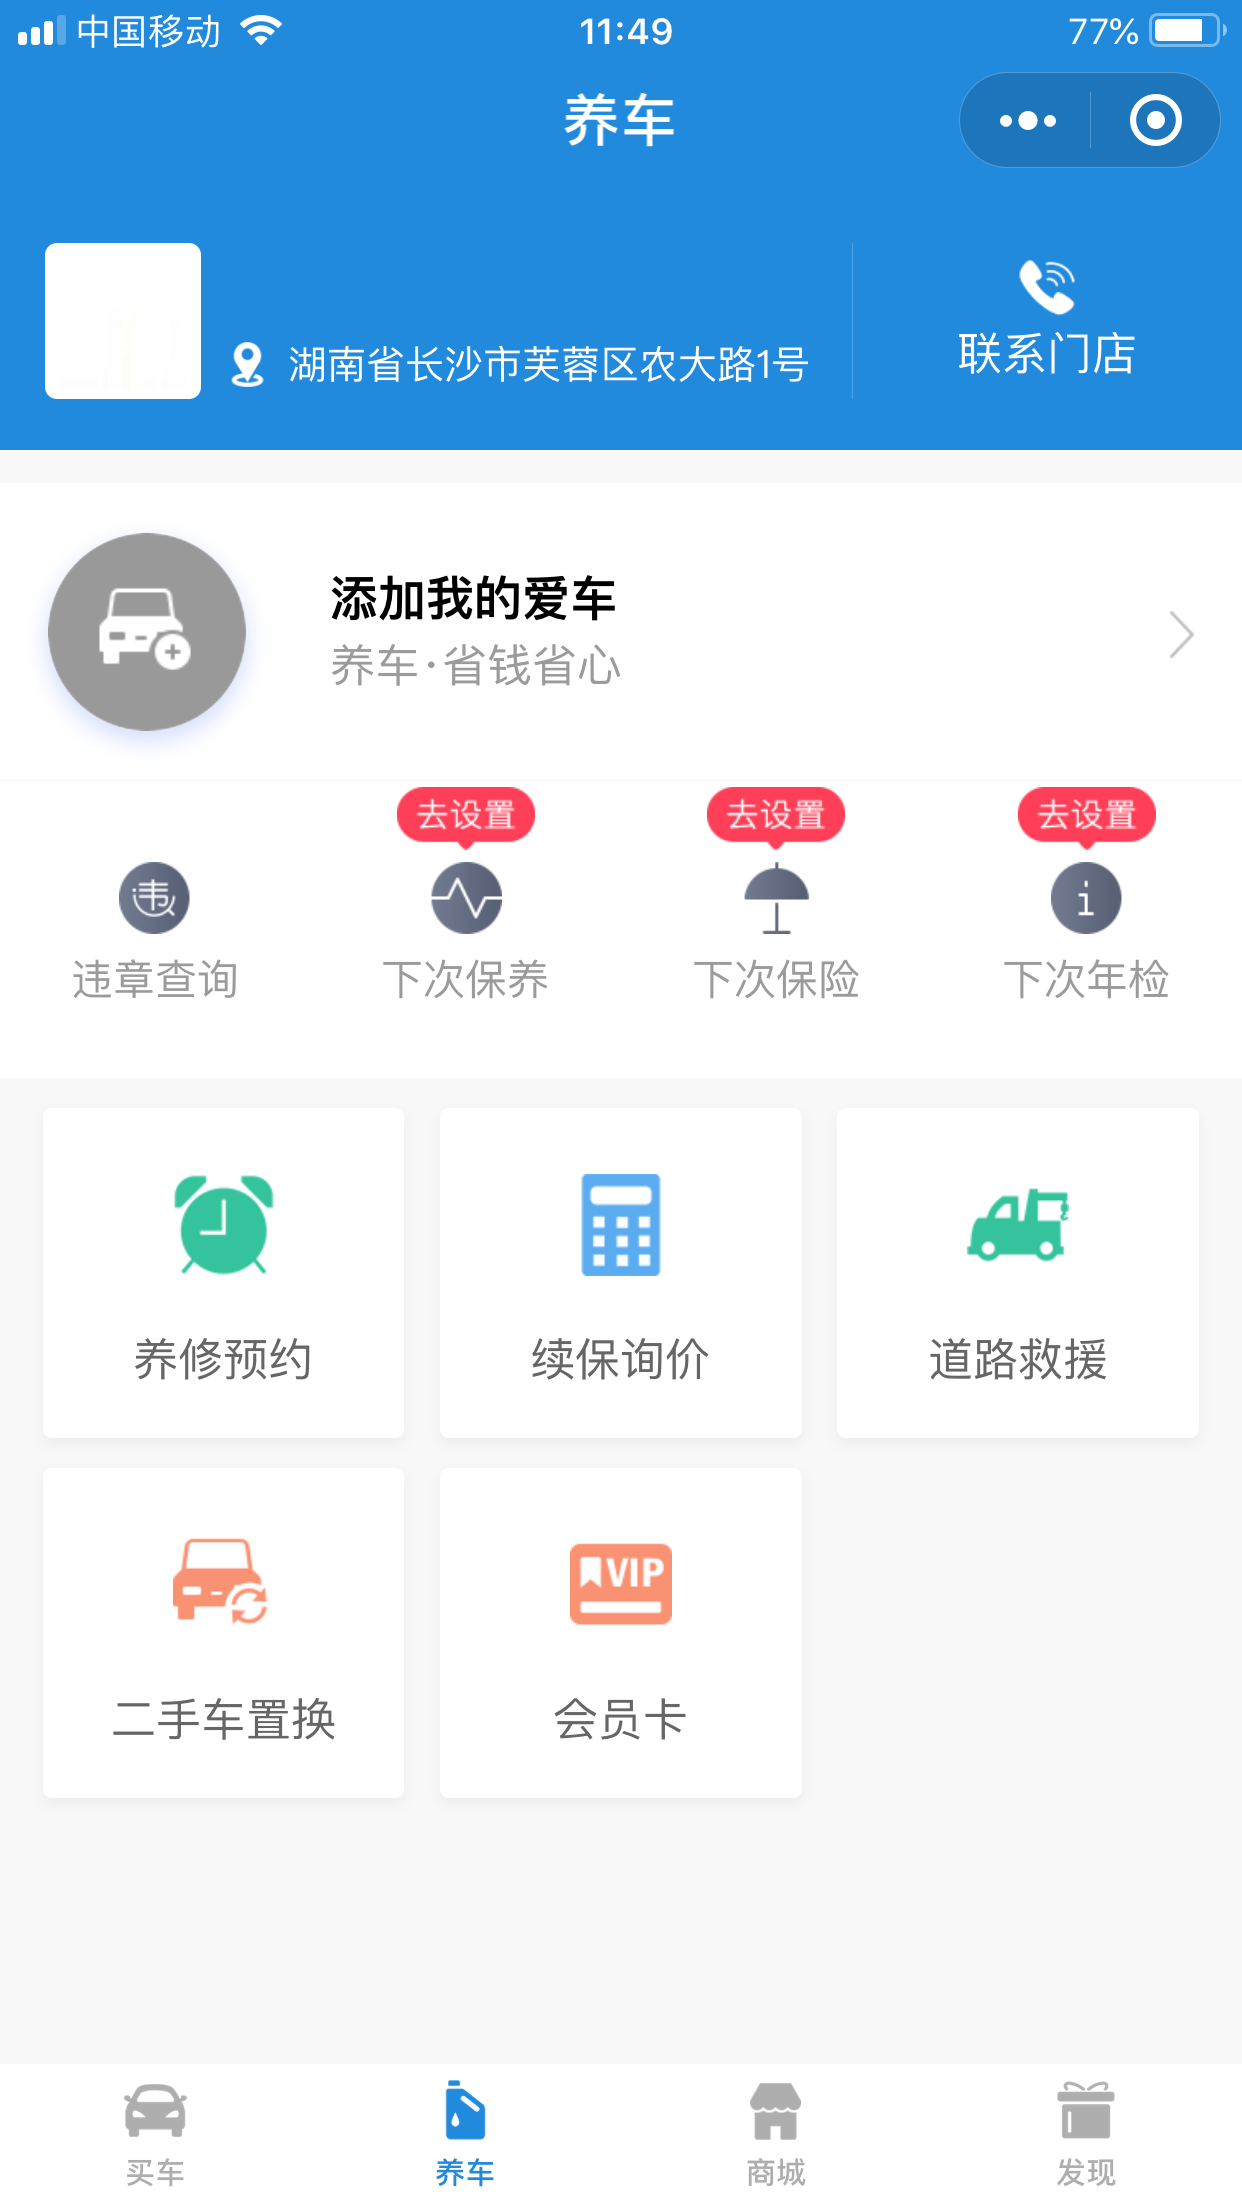 中国移动 11:49 77%
养车
湖南省长沙市芙蓉区农大路1号
联系门店
添加我的爱车
养车·省钱省心
去设置 去设置 去设置
违
违章查询 下次保养 下次保险 下次年检
养修预约 续保询价 道路救援
VIP
二手车置换 会员卡
买车 养车 商城 发现